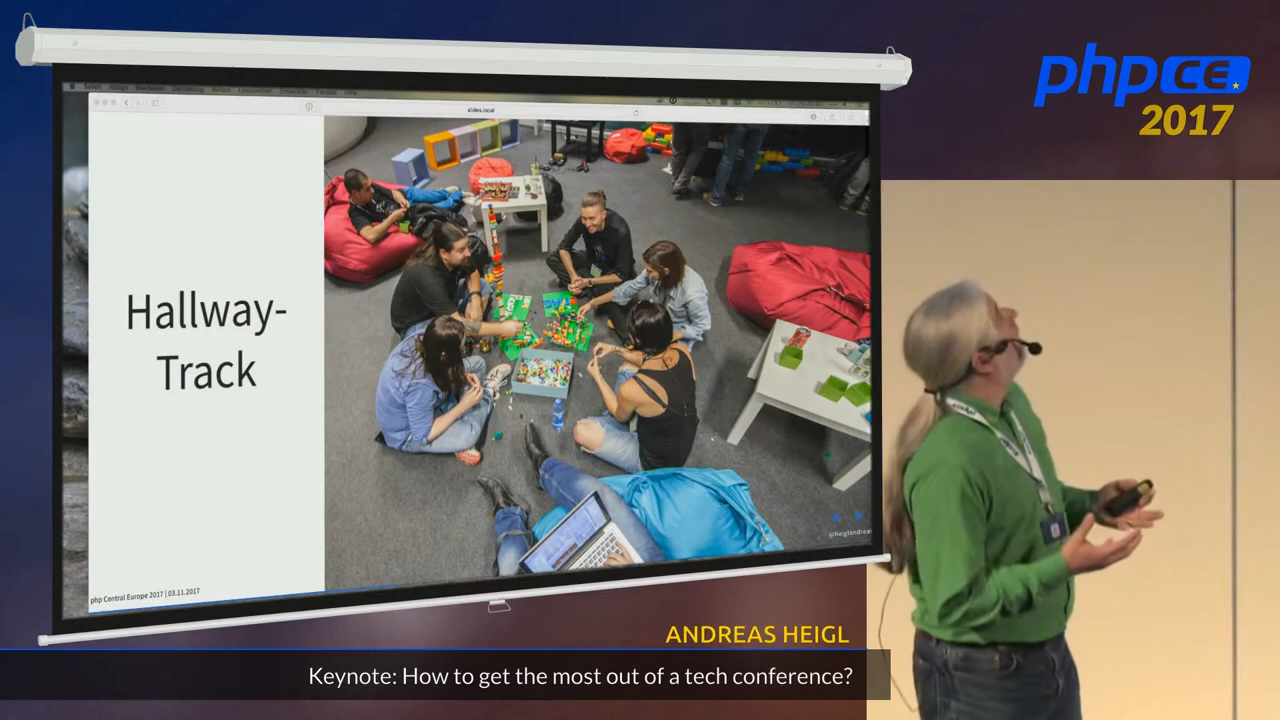 phpCE
2017
slides.local
Hallway-
Track
@heiglandreas
php Central Europe 2017 | 03.11.2017
ANDREAS HEIGL
Keynote: How to get the most out of a tech conference?